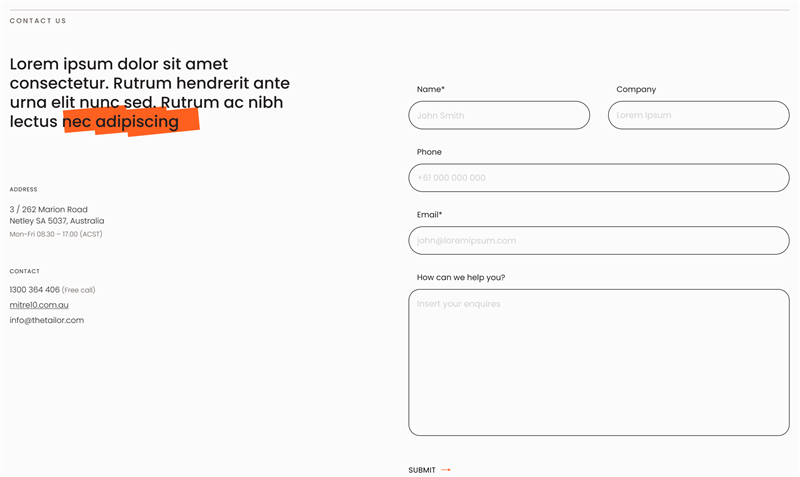 CONTACT US
Lorem ipsum dolor sit amet
consectetur. Rutrum hendrerit ante
urna elit nunc sed. Rutrum ac nibh
lectus nec adipiscing
ADDRESS
3 / 262 Marion Road
Netley SA 5037, Australia
Mon-Fri 08.30 – 17.00 (ACST)
CONTACT
1300 364 406 (Free call)
mitre10.com.au
info@thetailor.com
Name*
John Smith
Company
Lorem Ipsum
Phone
+61 000 000 000
Email*
john@loremipsum.com
How can we help you?
Insert your enquires
SUBMIT →